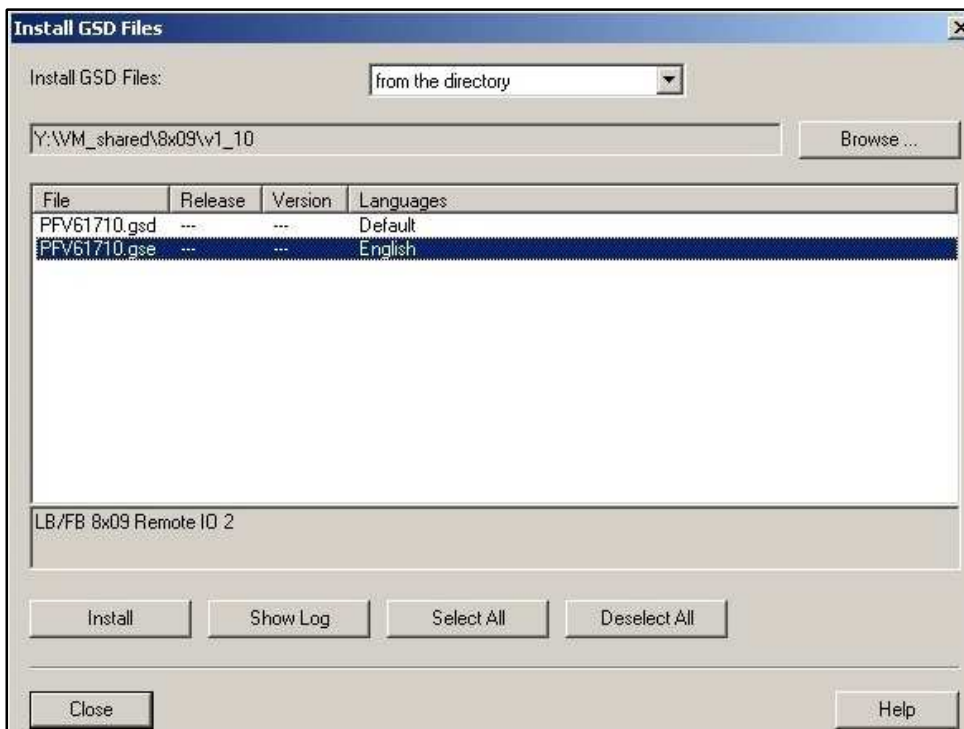 Install GSD Files
Install GSD Files: from the directory
Y:\VM_shared\8x09\v1_10 Browse ...
File Release Version Languages
PFV61710.gsd --- --- Default
PFV61710.gse --- --- English
LB/FB 8x09 Remote IO 2
Install Show Log Select All Deselect All
Close Help